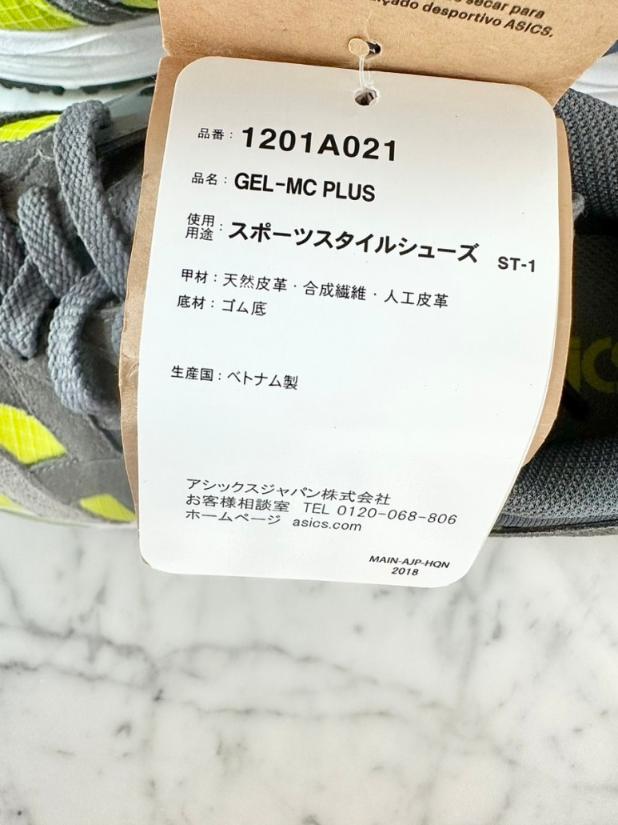 secar para
calçado desportivo ASICS.
品番：1201A021
品名：GEL-MC PLUS
使用用途：スポーツスタイルシューズ ST-1
甲材：天然皮革・合成繊維・人工皮革
底材：ゴム底
生産国：ベトナム製
アシックスジャパン株式会社
お客様相談室 TEL 0120-068-806
ホームページ asics.com
MAIN-AJP-HQN
2018